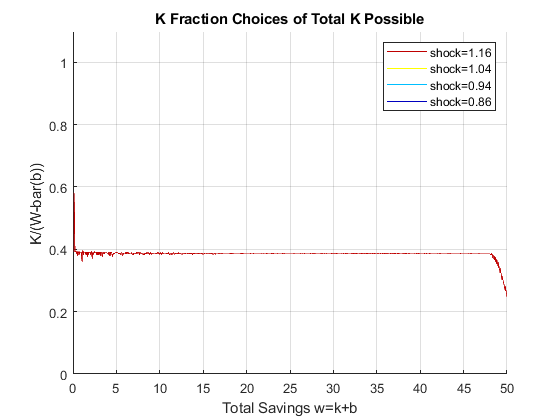 K Fraction Choices of Total K Possible
shock=1.16
shock=1.04
shock=0.94
shock=0.86
K/(W-bar(b))
1
0.8
0.6
0.4
0.2
0
0 5 10 15 20 25 30 35 40 45 50
Total Savings w=k+b